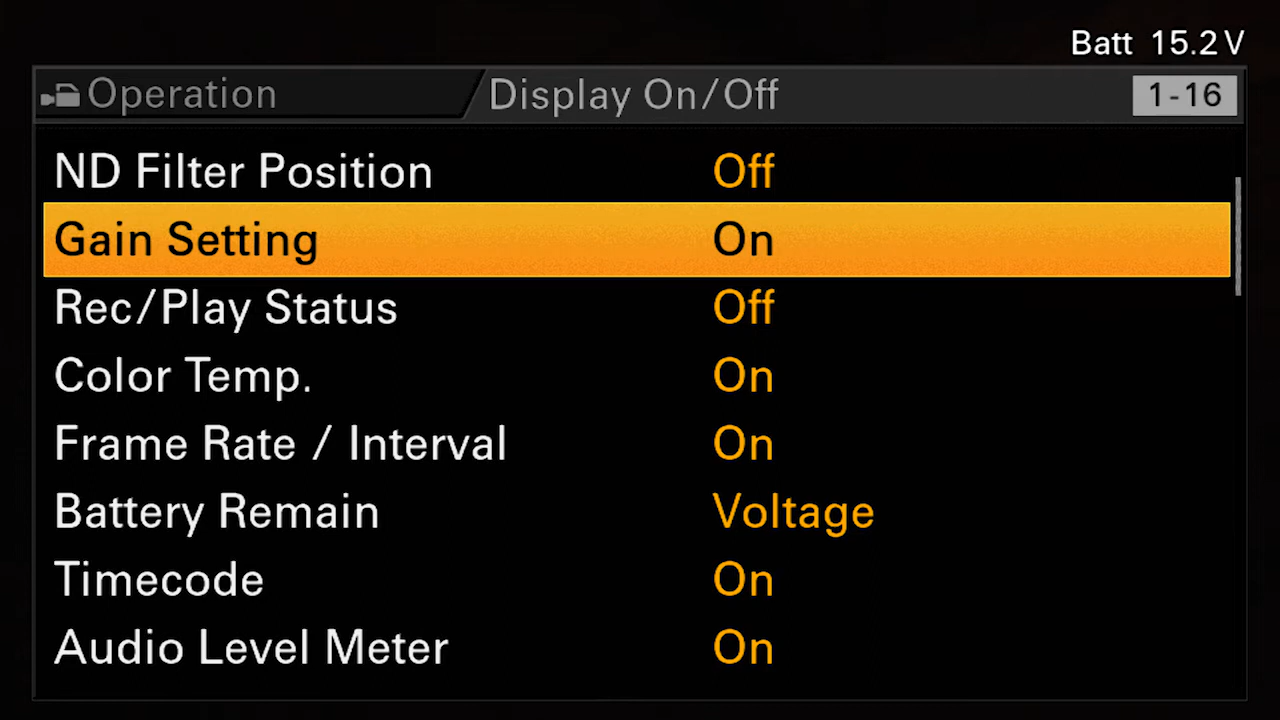 Batt 15.2 V
Operation Display On/Off 1-16
ND Filter Position Off
Gain Setting On
Rec/Play Status Off
Color Temp. On
Frame Rate / Interval On
Battery Remain Voltage
Timecode On
Audio Level Meter On